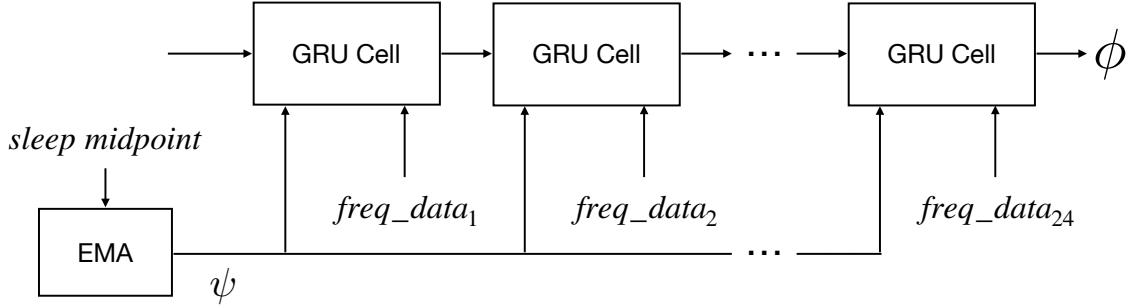 GRU Cell GRU Cell ... GRU Cell ϕ
sleep midpoint
freq_data₁ freq_data₂ freq_data₂₄
EMA
ψ ...